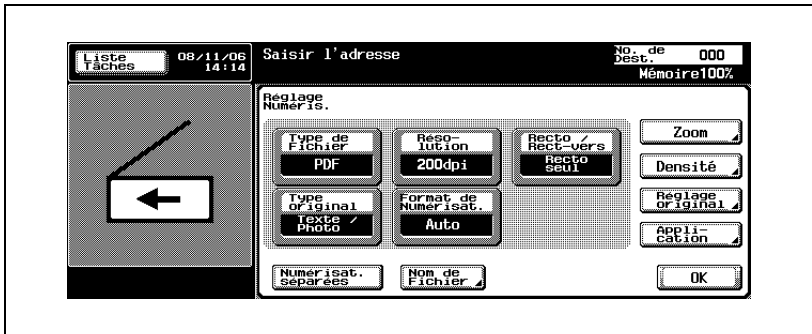 Liste
Tâches
08/11/06
14:14
Saisir l'adresse
No. de
Dest.
000
Mémoire100%
Réglage
Numéris.
Type de
Fichier
PDF
Réso-
lution
200dpi
Recto /
Rect-vers
Recto
seul
Zoom
Densité
Type
original
Texte /
Photo
Format de
Numérisat.
Auto
Réglage
original
Appli-
cation
Numérisat.
séparées
Nom de
Fichier
OK